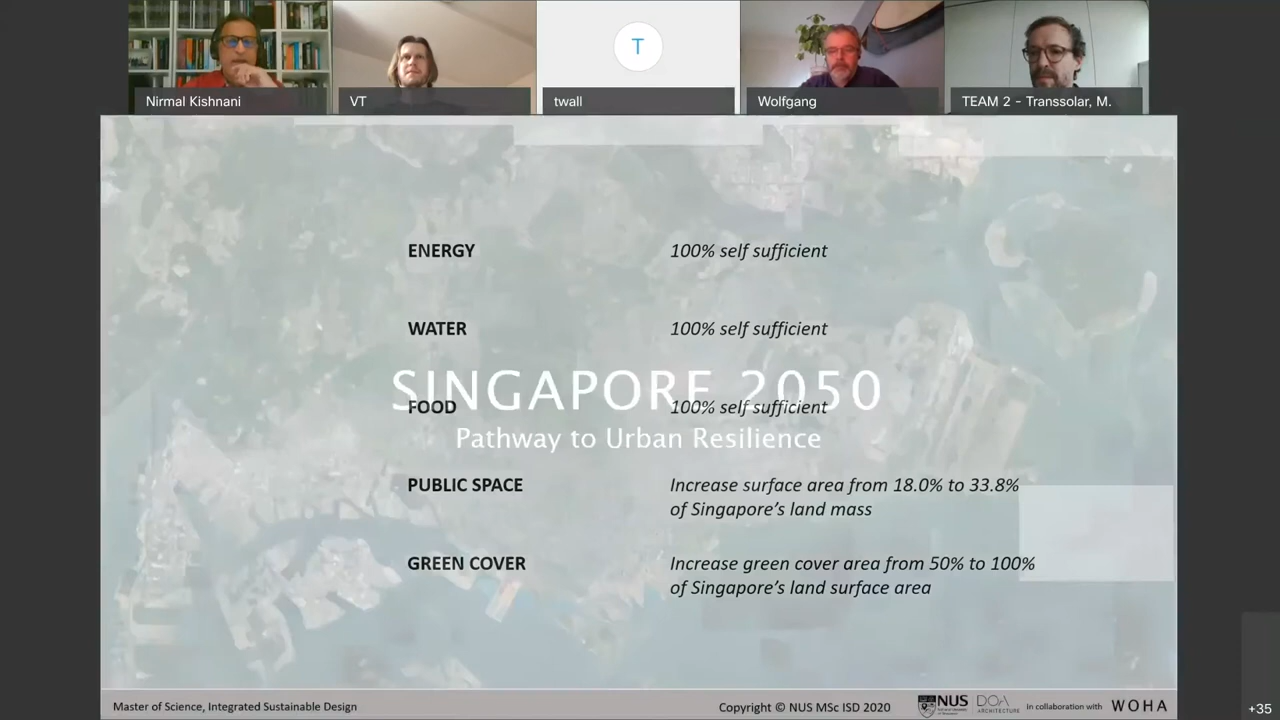 Nirmal Kishnani
VT
T
twall
Wolfgang
TEAM 2 - Transsolar, M.
ENERGY 100% self sufficient
WATER 100% self sufficient
SINGAPORE 2050
FOOD 100% self sufficient
Pathway to Urban Resilience
PUBLIC SPACE Increase surface area from 18.0% to 33.8%
of Singapore's land mass
GREEN COVER Increase green cover area from 50% to 100%
of Singapore's land surface area
Master of Science, Integrated Sustainable Design
Copyright © NUS MSc ISD 2020
NUS
ARCHITECTURE
In collaboration with
WOHA
+35